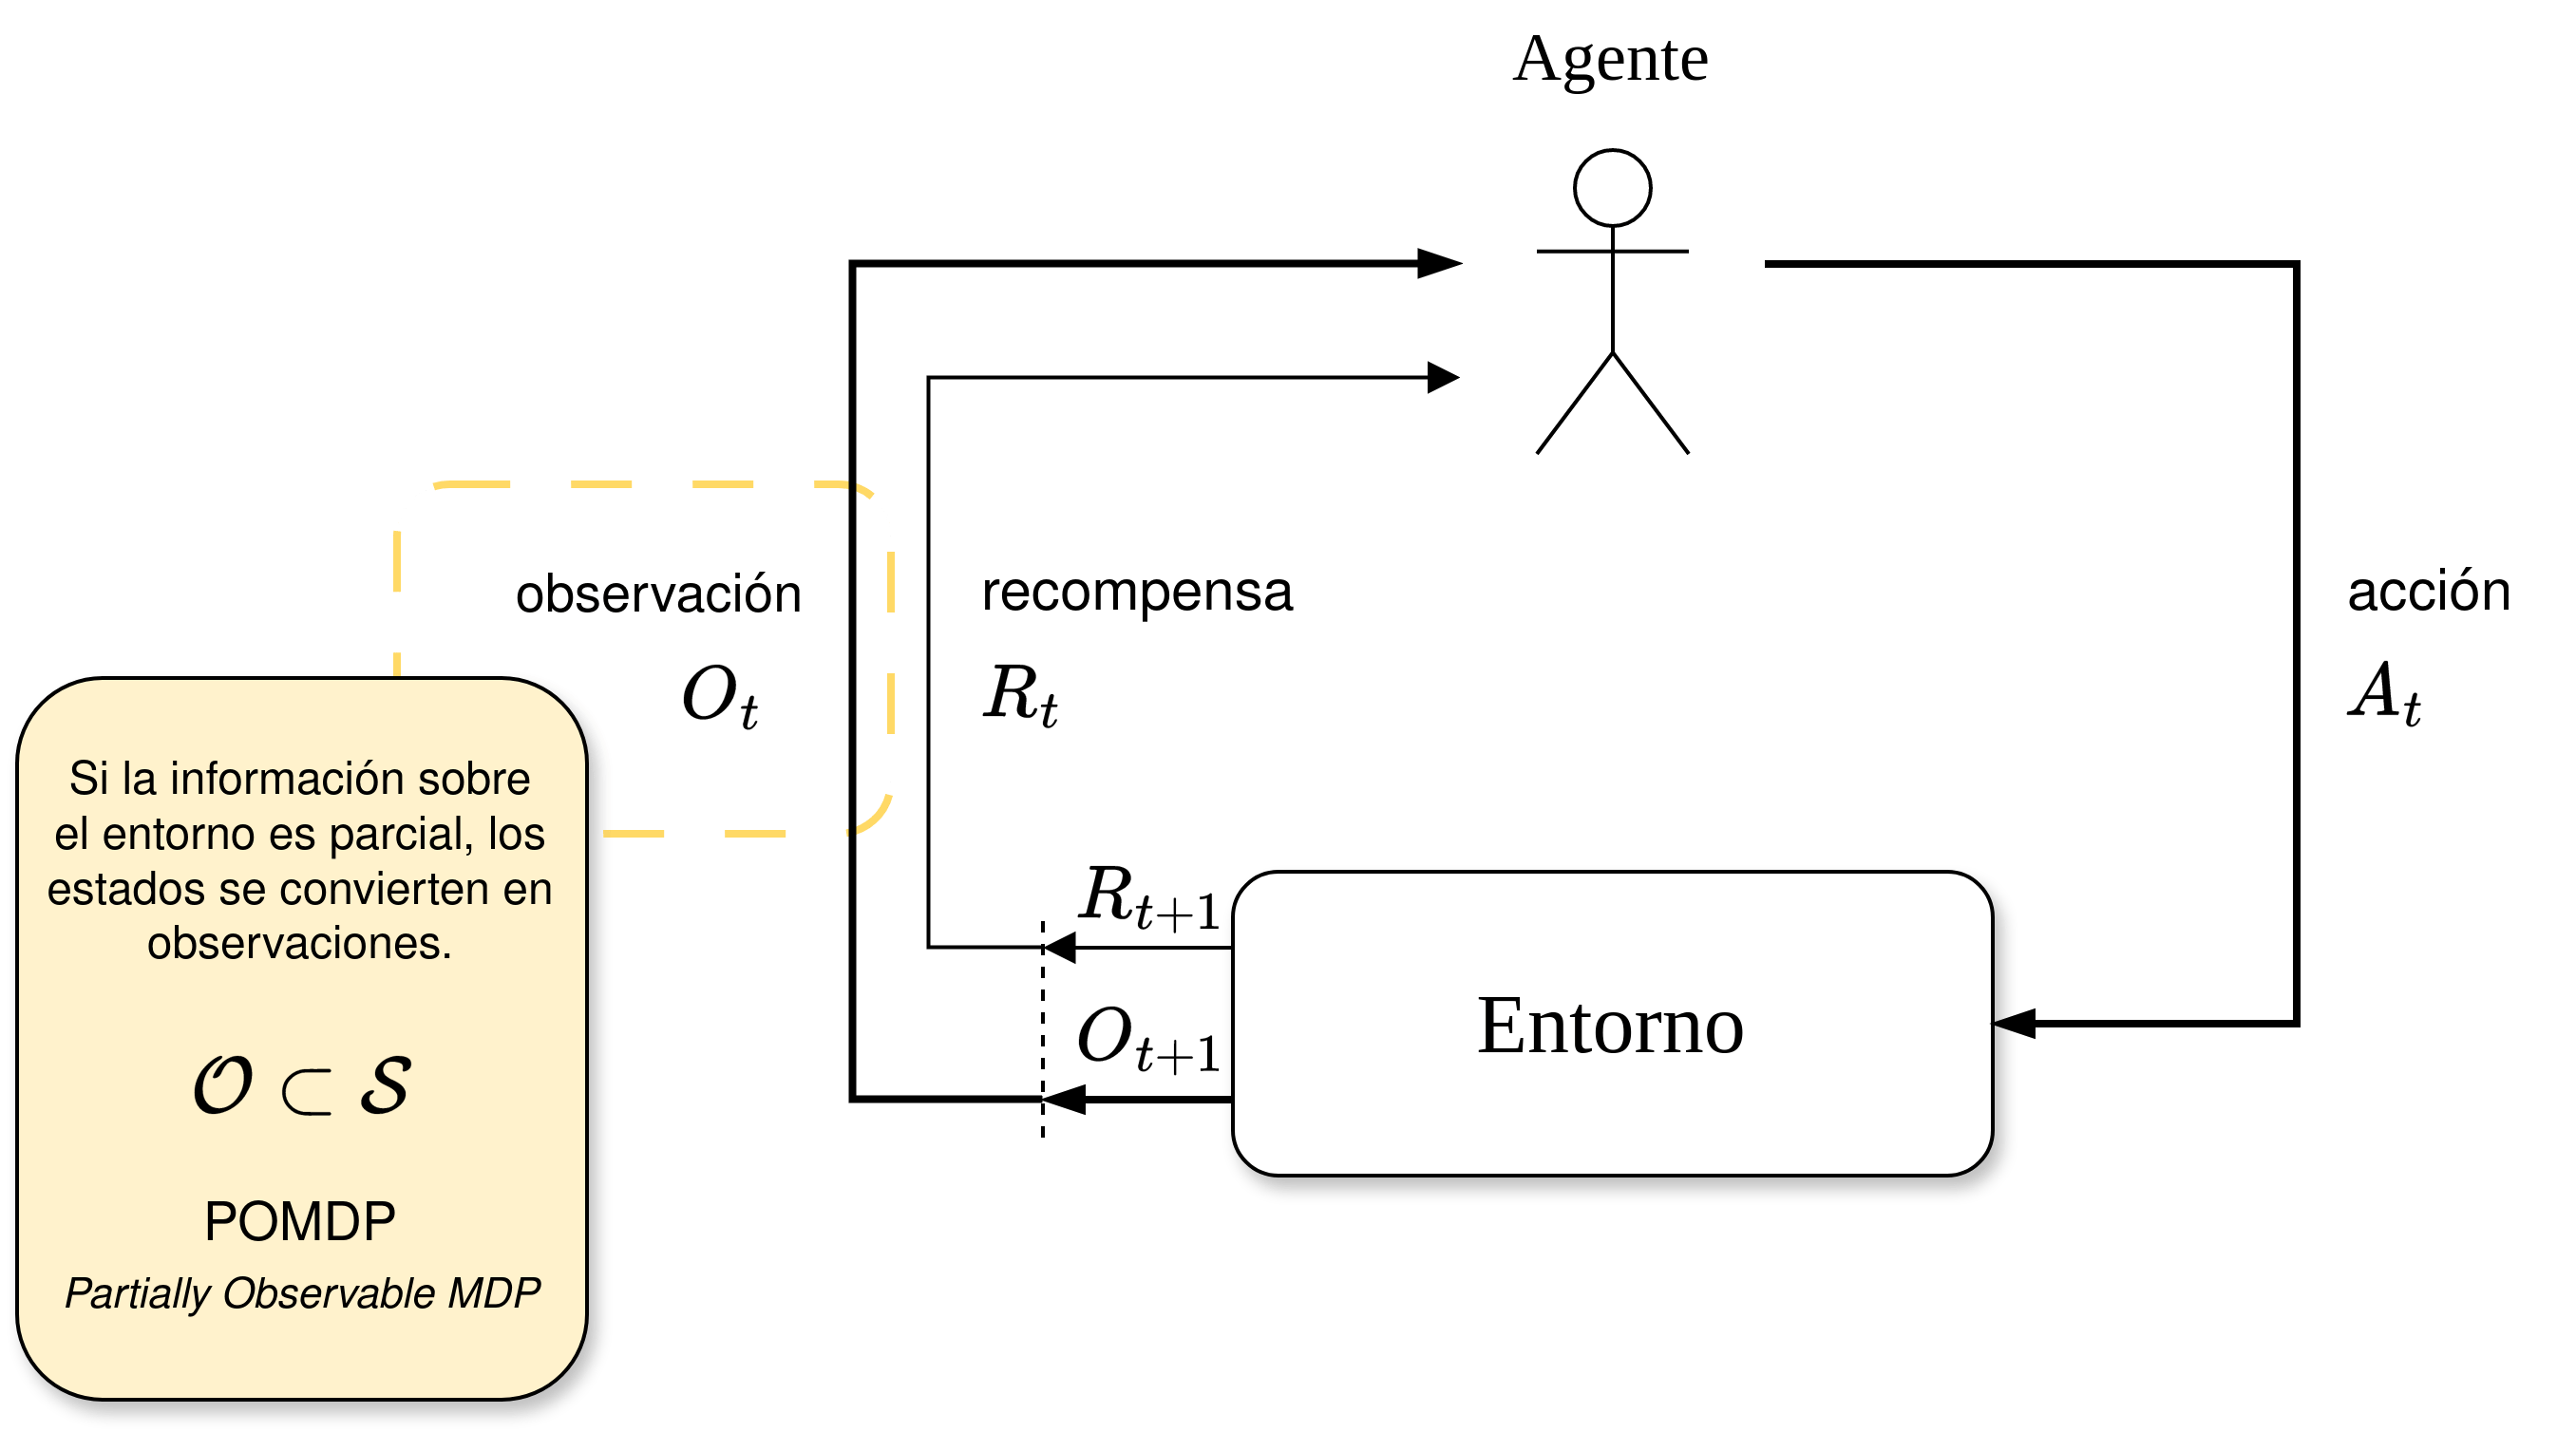 Agente
observación
O_t
recompensa
R_t
acción
A_t
Si la información sobre
el entorno es parcial, los
estados se convierten en
observaciones.
𝒪 ⊂ 𝒮
POMDP
Partially Observable MDP
R_{t+1}
O_{t+1}
Entorno